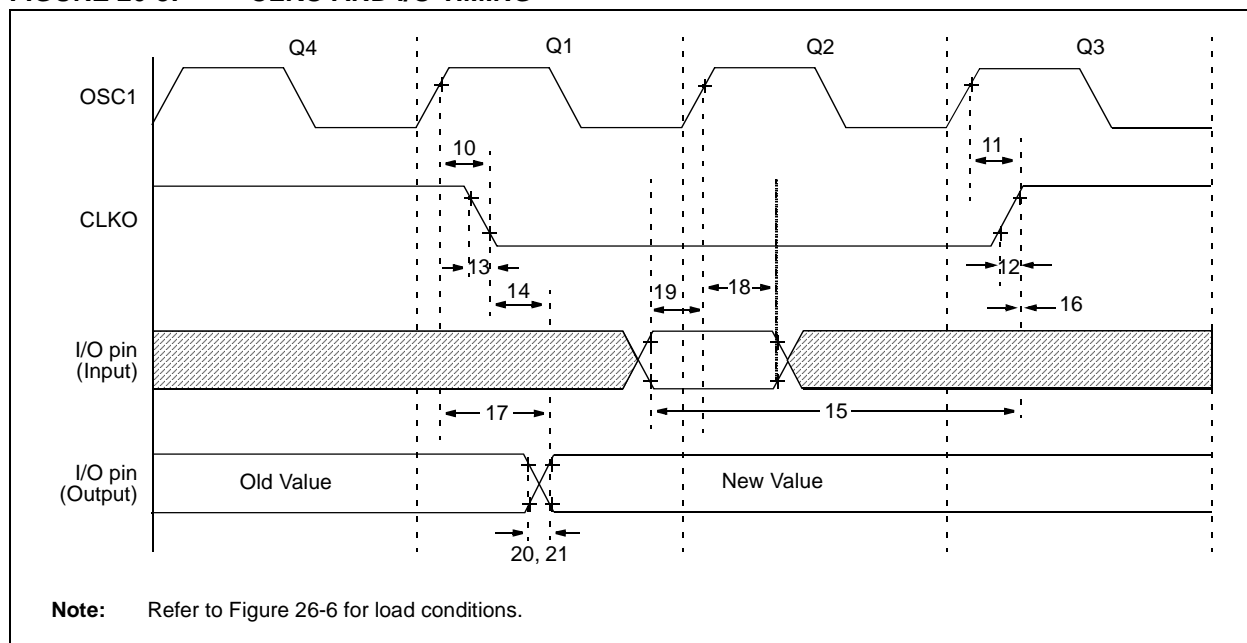 Q4 Q1 Q2 Q3
OSC1
10
11
CLKO
13
12
14
19
18
16
I/O pin
(Input)
17
15
I/O pin
(Output)
Old Value
New Value
20, 21
Note: Refer to Figure 26-6 for load conditions.